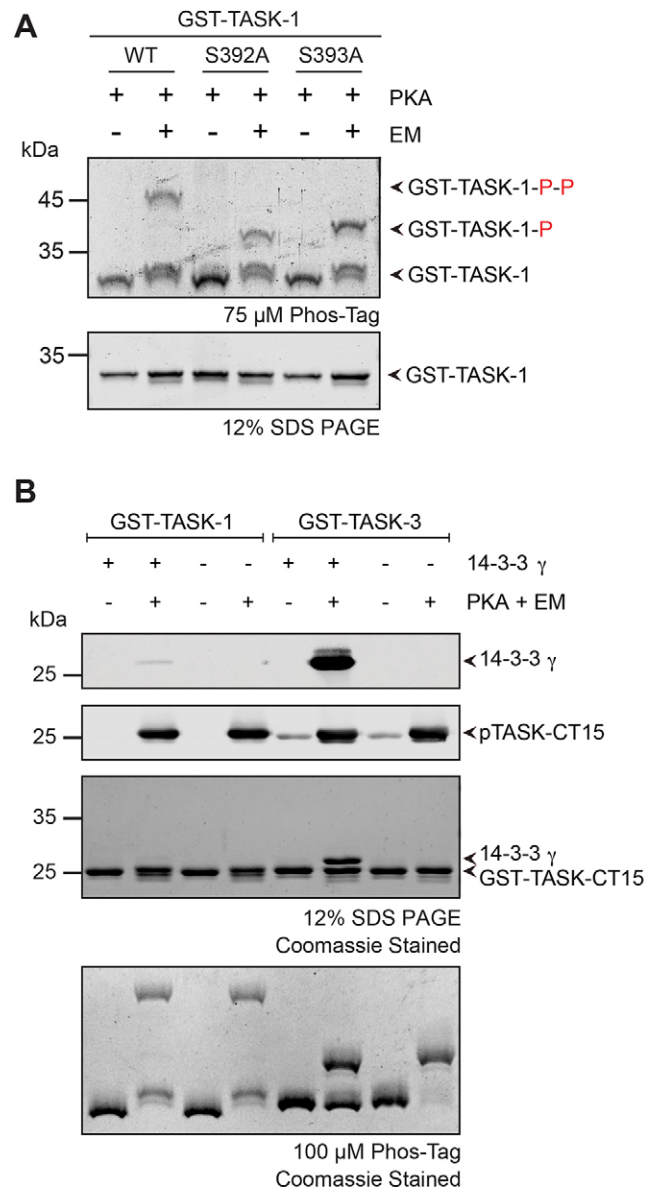 A
GST-TASK-1
WT S392A S393A
+ + + + + + PKA
- + - + - + EM
kDa
45
35
GST-TASK-1-P-P
GST-TASK-1-P
GST-TASK-1
75 µM Phos-Tag
35
GST-TASK-1
12% SDS PAGE
B
GST-TASK-1 GST-TASK-3
+ + - - + + - - 14-3-3 γ
- + - + - + - + PKA + EM
kDa
25
14-3-3 γ
25
pTASK-CT15
35
25
14-3-3 γ
GST-TASK-CT15
12% SDS PAGE
Coomassie Stained
100 µM Phos-Tag
Coomassie Stained